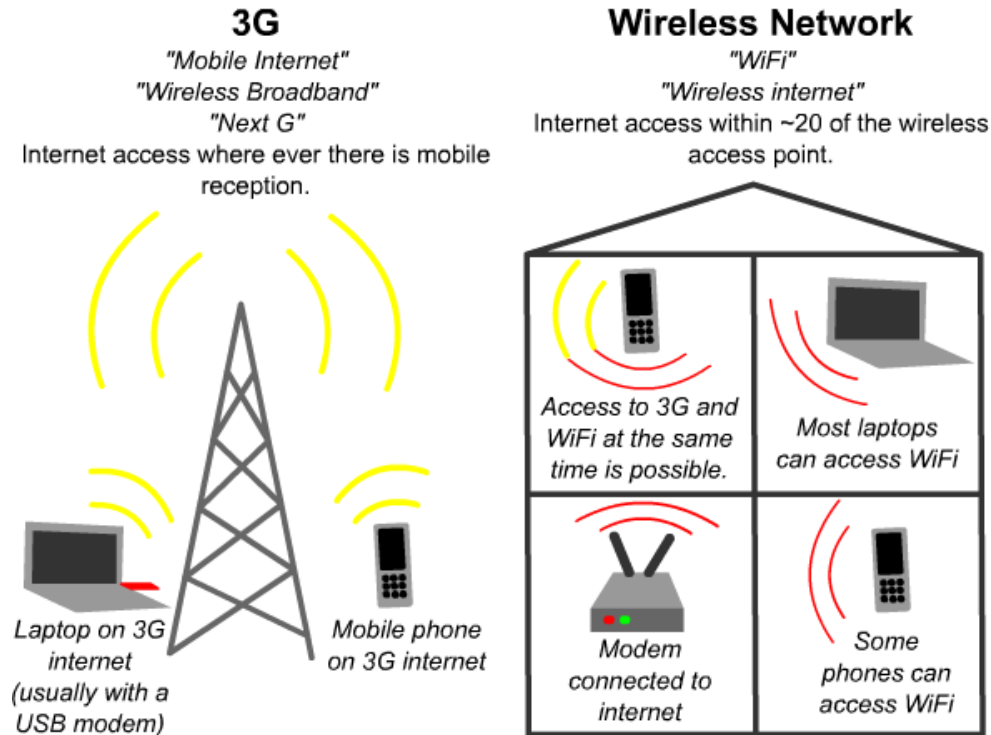 3G
"Mobile Internet"
"Wireless Broadband"
"Next G"
Internet access where ever there is mobile
reception.
Laptop on 3G
internet
(usually with a
USB modem)
Mobile phone
on 3G internet
Wireless Network
"WiFi"
"Wireless internet"
Internet access within ~20 of the wireless
access point.
Access to 3G and
WiFi at the same
time is possible.
Most laptops
can access WiFi
Modem
connected to
internet
Some
phones can
access WiFi